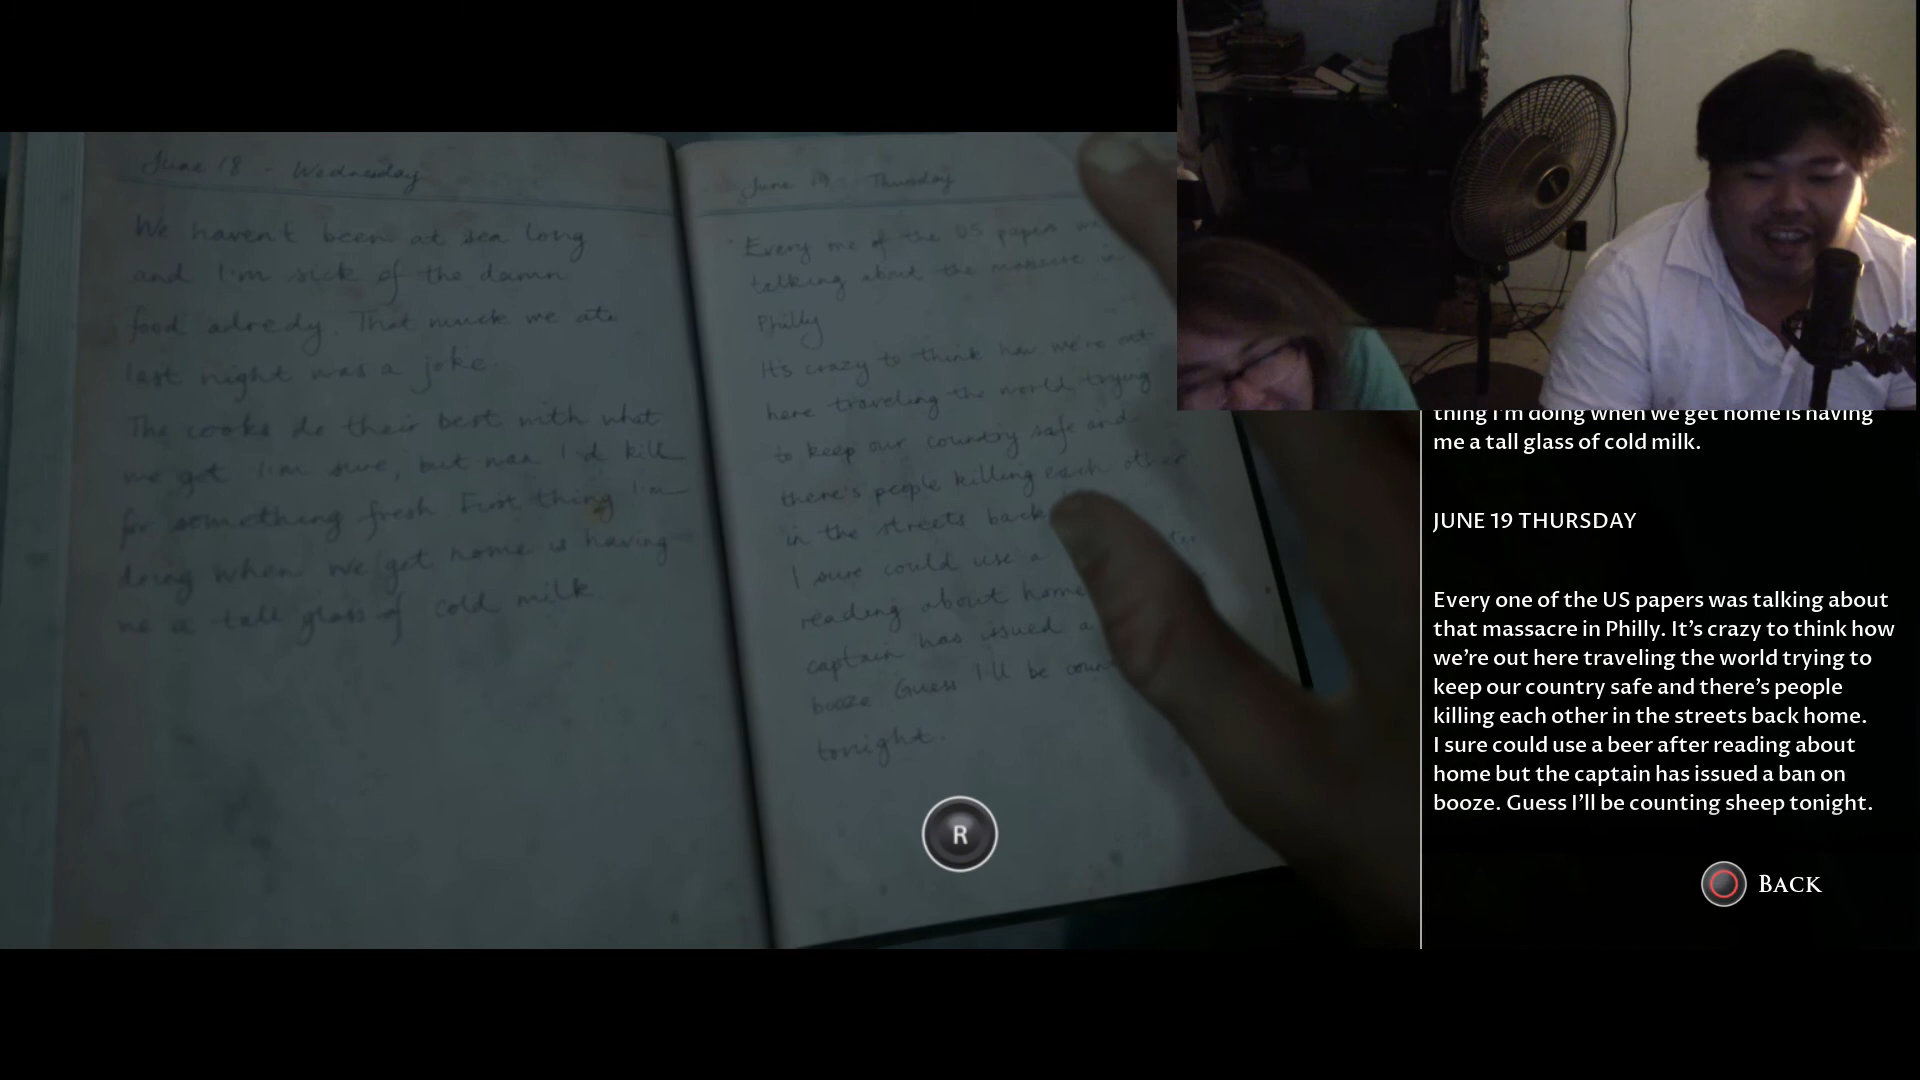 June 18 - Wednesday
We haven't been at sea long
and I'm sick of the damn
food alredy. That muck we ate
last night was a joke.
The cooks do their best with what
we got I'm sure, but man I'd kill
for something fresh First thing I'm
doing when we get home is having
me a tall glass of cold milk
June 19 Thursday
Every one of the US papers
talking about the massacre in
Philly
It's crazy to think how we're out
here traveling the world trying
to keep our country safe and
there's people killing each other
in the streets back
I sure could use a
reading about home
captain has issued a
booze Guess I'll be
tonight.
R
thing I'm doing when we get home is having
me a tall glass of cold milk.
JUNE 19 THURSDAY
Every one of the US papers was talking about
that massacre in Philly. It's crazy to think how
we're out here traveling the world trying to
keep our country safe and there's people
killing each other in the streets back home.
I sure could use a beer after reading about
home but the captain has issued a ban on
booze. Guess I'll be counting sheep tonight.
BACK